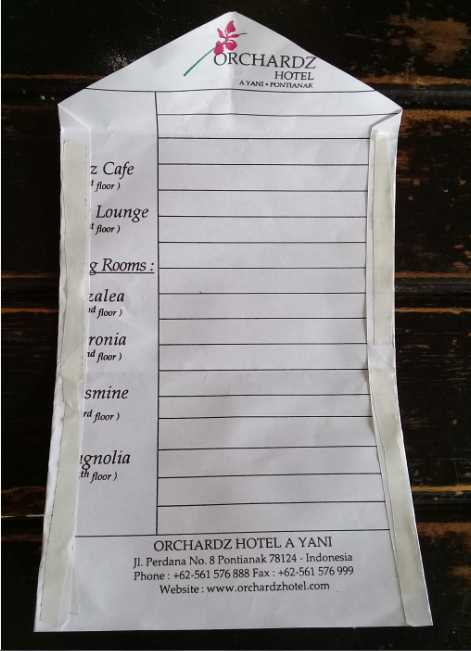 ORCHARDZ
HOTEL
A YANI • PONTIANAK
z Cafe
floor )
Lounge
floor )
g Rooms :
zalea
nd floor )
ronia
nd floor )
smine
rd floor )
gnolia
th floor )
ORCHARDZ HOTEL A YANI
Jl. Perdana No. 8 Pontianak 78124 - Indonesia
Phone : +62-561 576 888 Fax : +62-561 576 999
Website : www.orchardzhotel.com